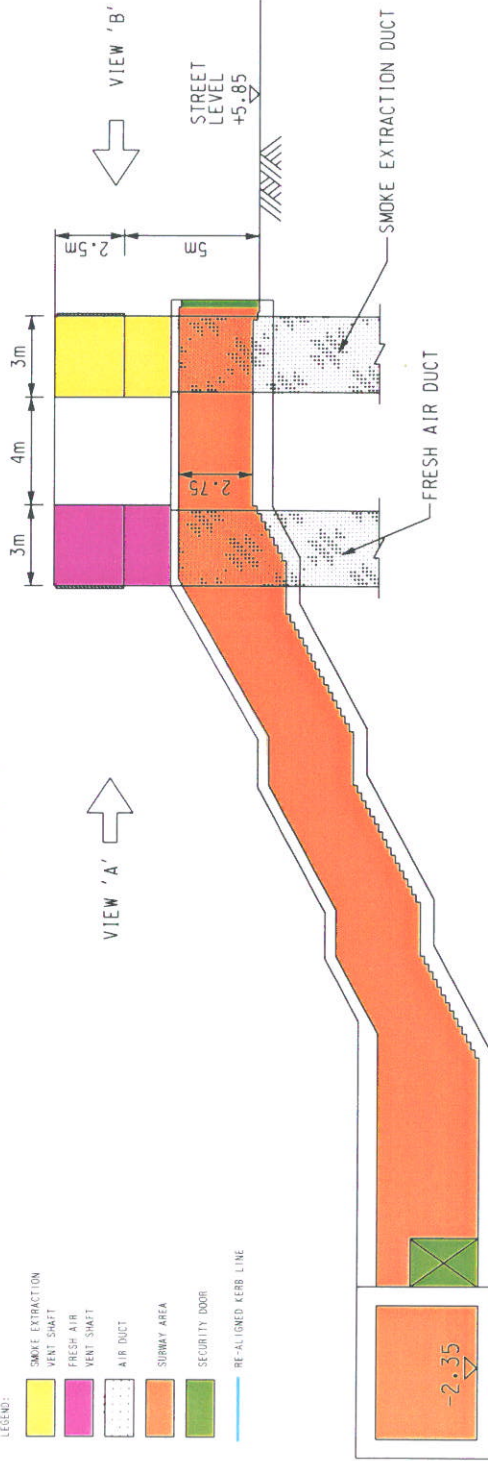 LEGEND:
SMOKE EXTRACTION
VENT SHAFT
FRESH AIR
VENT SHAFT
AIR DUCT
SUBWAY AREA
SECURITY DOOR
RE-ALIGNED KERB LINE
VIEW 'A'
VIEW 'B'
3m
4m
3m
2.5m
5m
2.75
STREET
LEVEL
+5.85
FRESH AIR DUCT
SMOKE EXTRACTION DUCT
-2.35